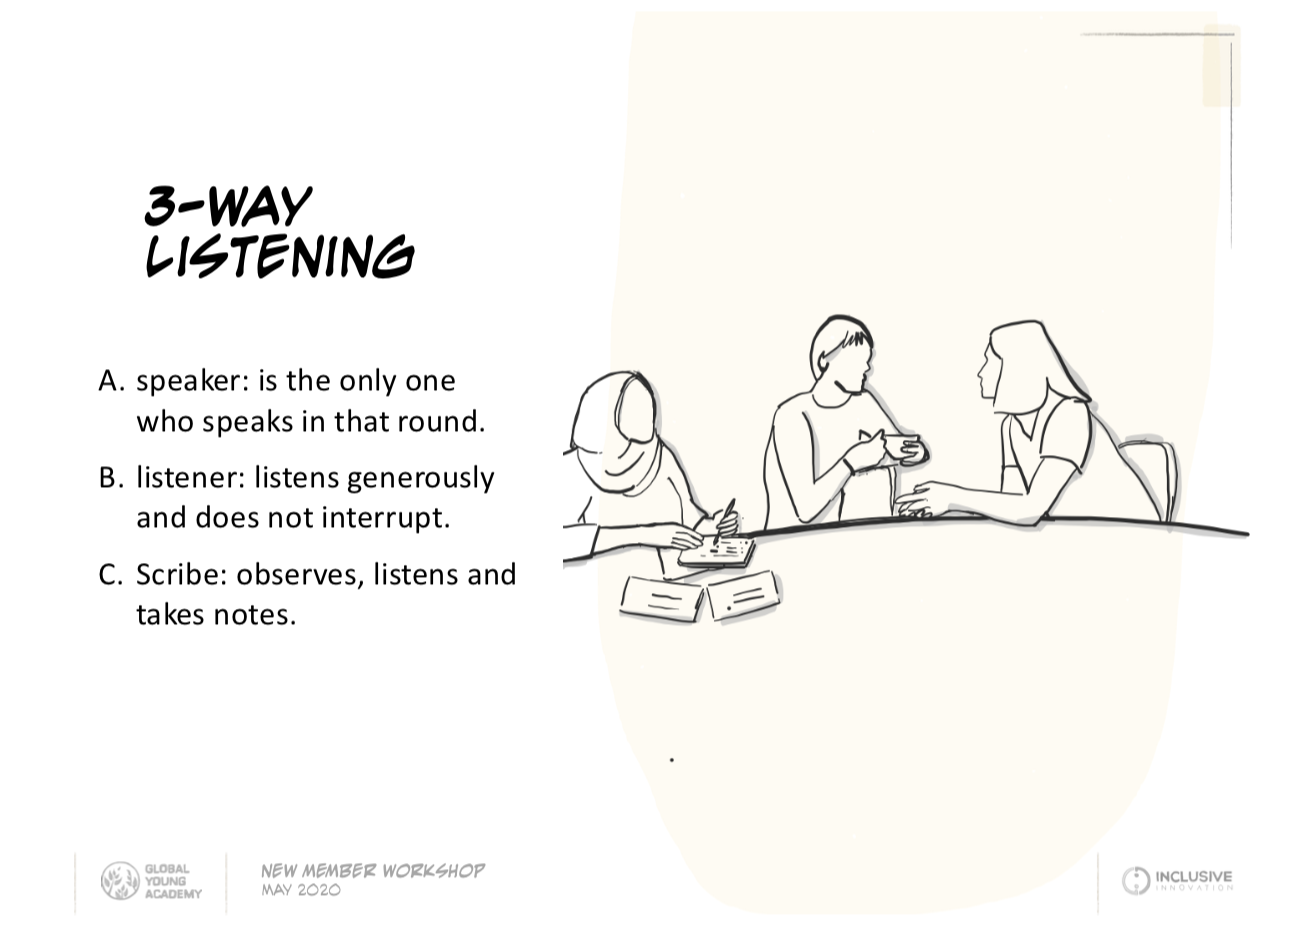 3-WAY
LISTENING
A. speaker: is the only one
who speaks in that round.
B. listener: listens generously
and does not interrupt.
C. Scribe: observes, listens and
takes notes.
GLOBAL
YOUNG
ACADEMY
NEW MEMBER WORKSHOP
MAY 2020
INCLUSIVE
INNOVATION